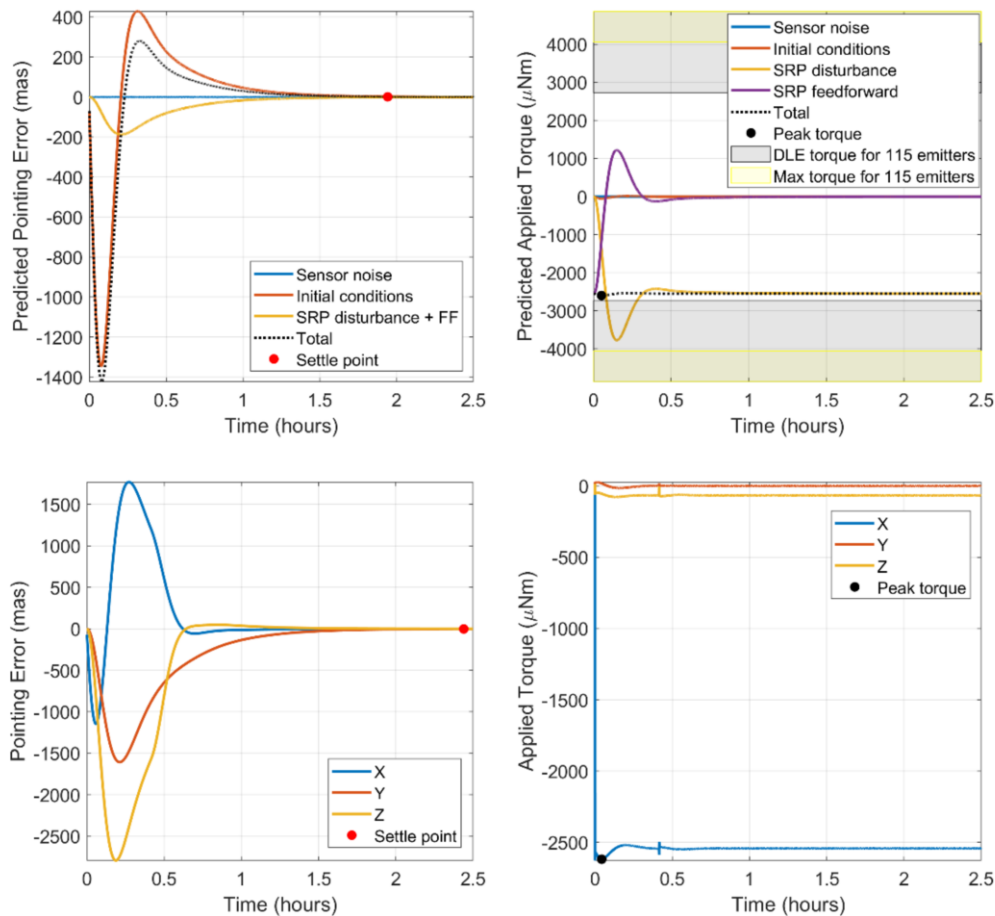 400
200
0
-200
-400
-600
-800
-1000
-1200
-1400
Predicted Pointing Error (mas)
Sensor noise
Initial conditions
SRP disturbance + FF
Total
Settle point
0
0.5
1
1.5
2
2.5
Time (hours)
4000
3000
2000
1000
0
-1000
-2000
-3000
-4000
Predicted Applied Torque (μNm)
Sensor noise
Initial conditions
SRP disturbance
SRP feedforward
Total
Peak torque
DLE torque for 115 emitters
Max torque for 115 emitters
0
0.5
1
1.5
2
2.5
Time (hours)
1500
1000
500
0
-500
-1000
-1500
-2000
-2500
Pointing Error (mas)
X
Y
Z
Settle point
0
0.5
1
1.5
2
2.5
Time (hours)
0
-500
-1000
-1500
-2000
-2500
Applied Torque (μNm)
X
Y
Z
Peak torque
0
0.5
1
1.5
2
2.5
Time (hours)